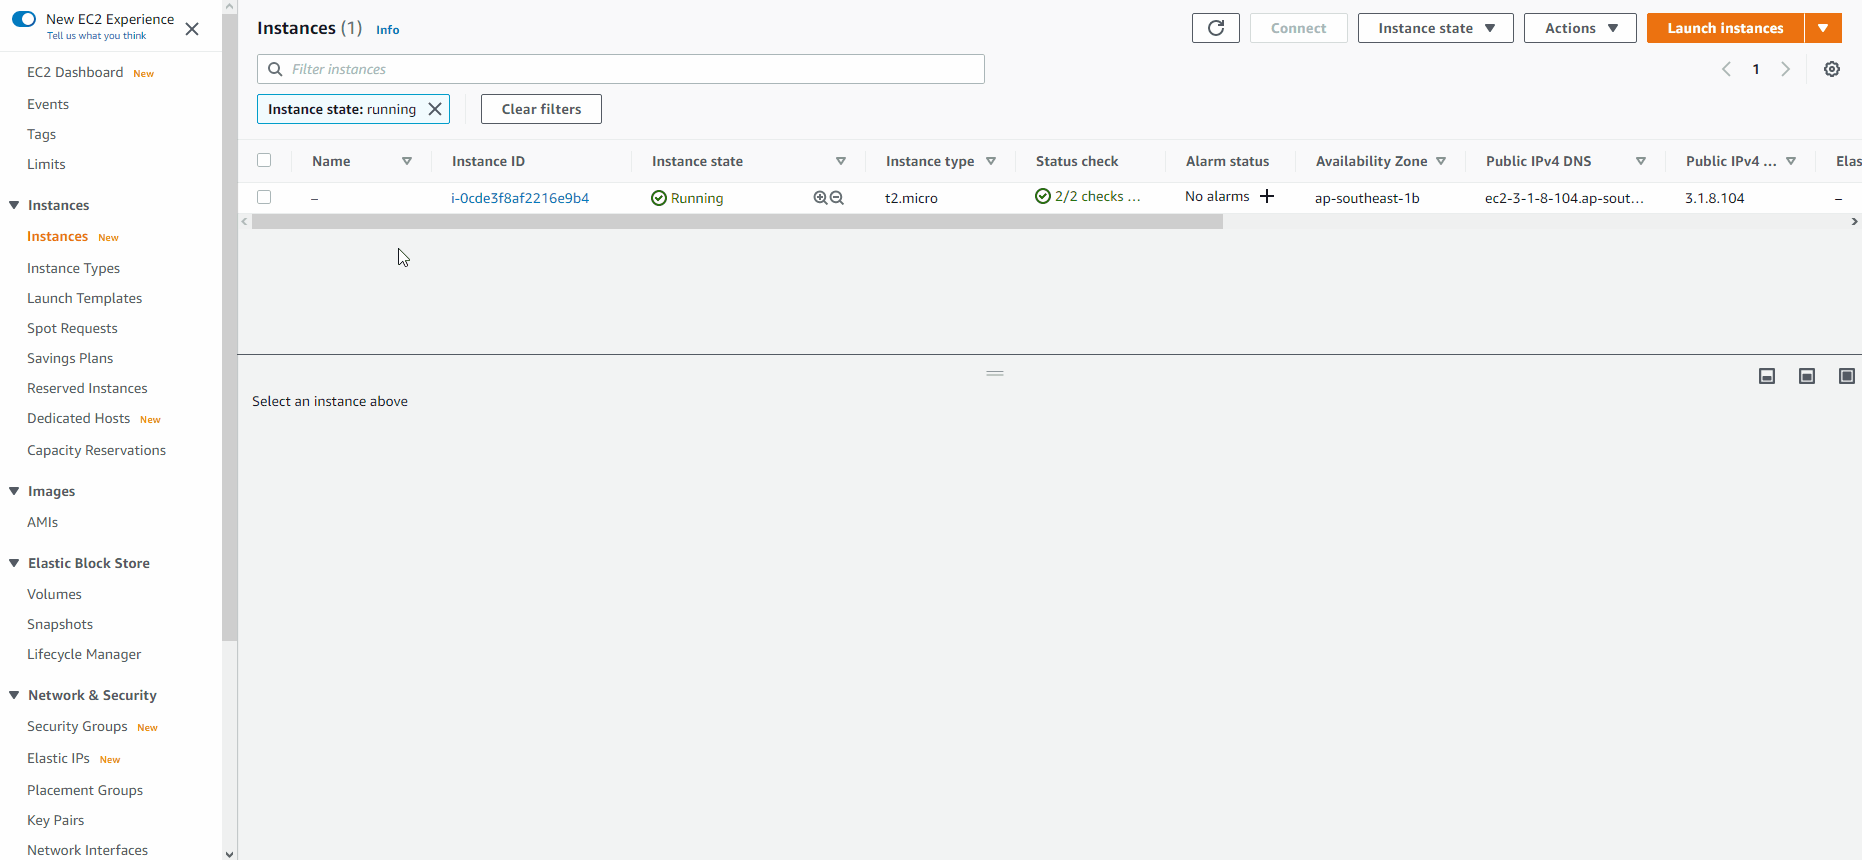 New EC2 Experience
Tell us what you think
EC2 Dashboard New
Events
Tags
Limits
Instances
Instances New
Instance Types
Launch Templates
Spot Requests
Savings Plans
Reserved Instances
Dedicated Hosts New
Capacity Reservations
Images
AMIs
Elastic Block Store
Volumes
Snapshots
Lifecycle Manager
Network & Security
Security Groups New
Elastic IPs New
Placement Groups
Key Pairs
Network Interfaces
Instances (1) Info
Connect Instance state Actions Launch instances
Filter instances
1
Instance state: running Clear filters
Name Instance ID Instance state Instance type Status check Alarm status Availability Zone Public IPv4 DNS Public IPv4 ... Elas
– i-0cde3f8af2216e9b4 Running t2.micro 2/2 checks ... No alarms + ap-southeast-1b ec2-3-1-8-104.ap-sout... 3.1.8.104 –
Select an instance above